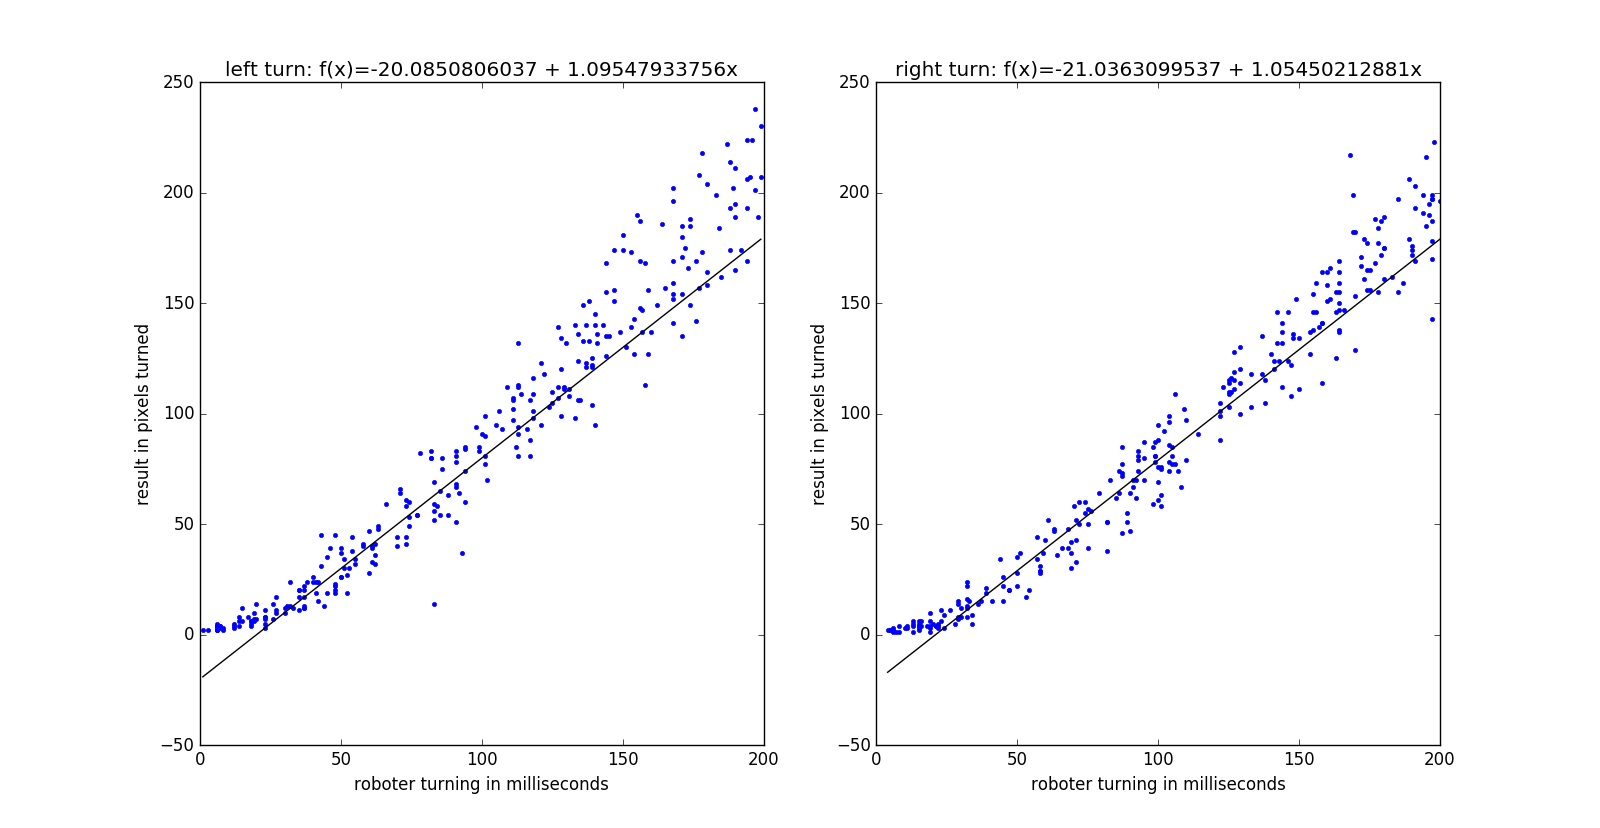 left turn: f(x)=-20.0850806037 + 1.09547933756x
250
200
150
100
50
0
−50
0 50 100 150 200
result in pixels turned
roboter turning in milliseconds
right turn: f(x)=-21.0363099537 + 1.05450212881x
250
200
150
100
50
0
−50
0 50 100 150 200
result in pixels turned
roboter turning in milliseconds